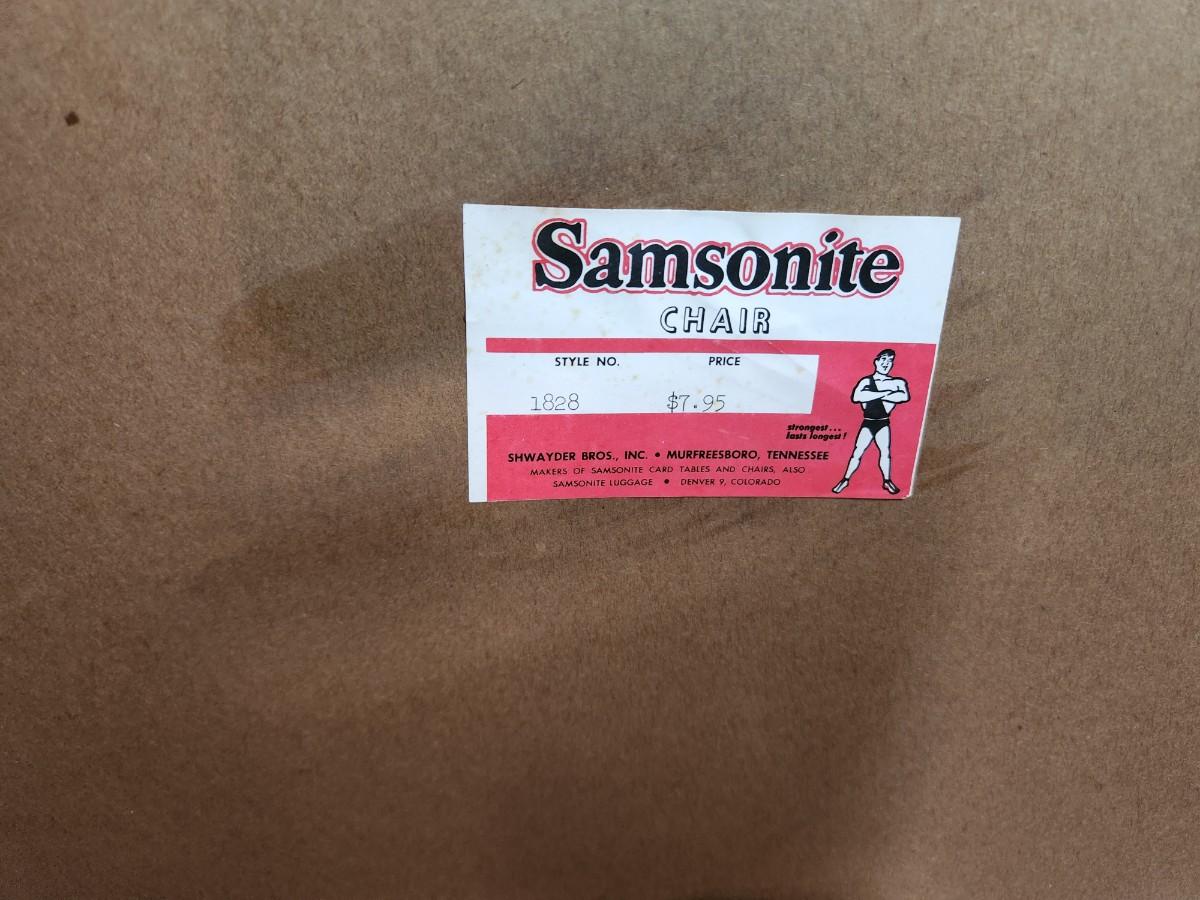 Samsonite
CHAIR
STYLE NO. PRICE
1828 $7.95
strongest...
lasts longest!
SHWAYDER BROS., INC. • MURFREESBORO, TENNESSEE
MAKERS OF SAMSONITE CARD TABLES AND CHAIRS, ALSO
SAMSONITE LUGGAGE • DENVER 9, COLORADO